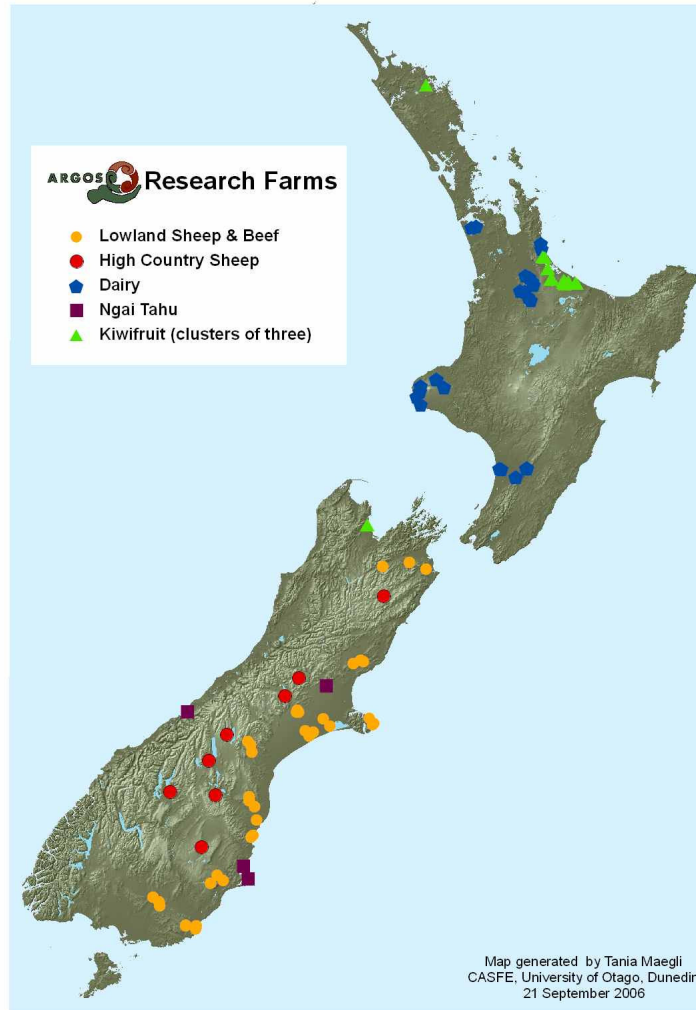 ARGOS Research Farms
Lowland Sheep & Beef
High Country Sheep
Dairy
Ngai Tahu
Kiwifruit (clusters of three)
Map generated by Tania Maegli
CASFE, University of Otago, Dunedin
21 September 2006